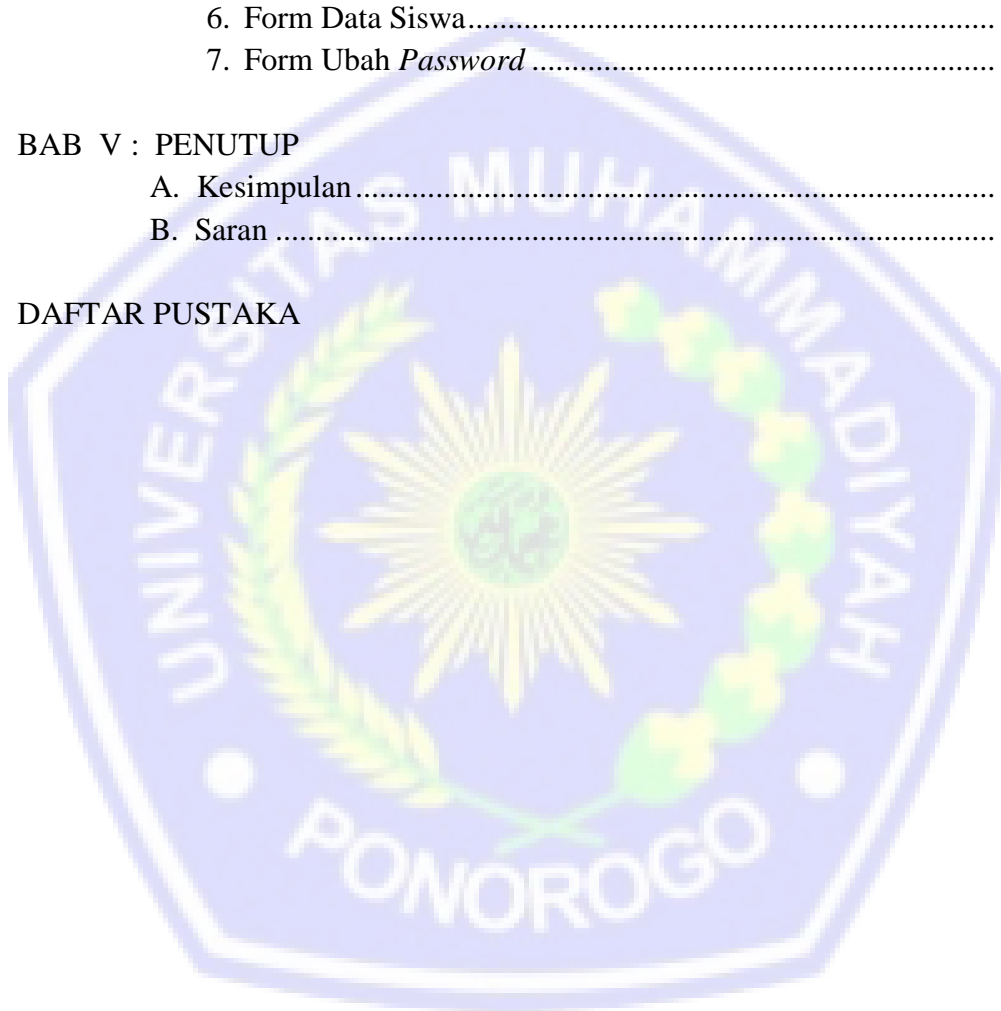 6. Form Data Siswa..................................................................
7. Form Ubah Password..........................................................
BAB V : PENUTUP
A. Kesimpulan................................................................................
B. Saran ..........................................................................................
DAFTAR PUSTAKA
UNIVERSITAS MUHAMMADIYAH
PONOROGO